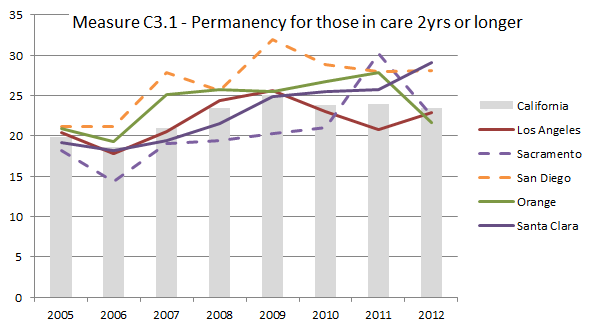 Measure C3.1 - Permanency for those in care 2yrs or longer
35
30
25
20
15
10
5
0
2005 2006 2007 2008 2009 2010 2011 2012
California
Los Angeles
Sacramento
San Diego
Orange
Santa Clara